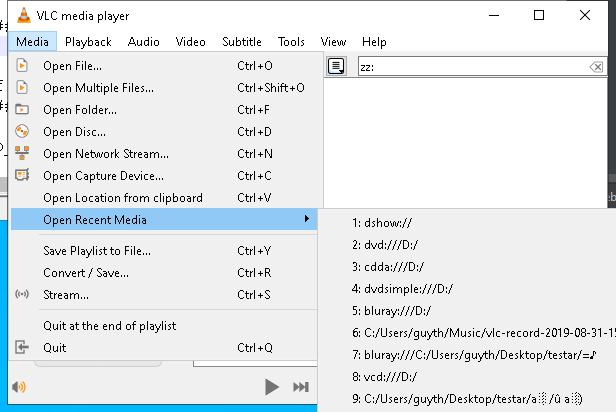 VLC media player
Media Playback Audio Video Subtitle Tools View Help
Open File... Ctrl+O
zz:
Open Multiple Files... Ctrl+Shift+O
Open Folder... Ctrl+F
Open Disc... Ctrl+D
Open Network Stream... Ctrl+N
Open Capture Device... Ctrl+C
Open Location from clipboard Ctrl+V
Open Recent Media
1: dshow://
2: dvd:///D:/
3: cdda:///D:/
4: dvdsimple:///D:/
5: bluray:///D:/
6: C:/Users/guyth/Music/vlc-record-2019-08-31-15
7: bluray:///C:/Users/guyth/Desktop/testar/=♪
8: vcd:///D:/
9: C:/Users/guyth/Desktop/testar/a░/û a░)
Save Playlist to File... Ctrl+Y
Convert / Save... Ctrl+R
Stream... Ctrl+S
Quit at the end of playlist
Quit Ctrl+Q